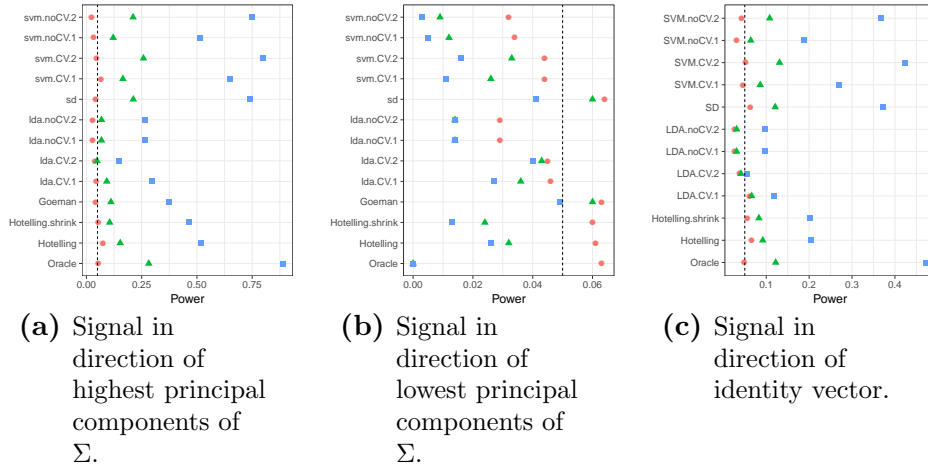 svm.noCV.2
svm.noCV.1
svm.CV.2
svm.CV.1
sd
lda.noCV.2
lda.noCV.1
lda.CV.2
lda.CV.1
Goeman
Hotelling.shrink
Hotelling
Oracle
0.00 0.25 0.50 0.75
Power
(a) Signal in
direction of
highest principal
components of
Σ.
svm.noCV.2
svm.noCV.1
svm.CV.2
svm.CV.1
sd
lda.noCV.2
lda.noCV.1
lda.CV.2
lda.CV.1
Goeman
Hotelling.shrink
Hotelling
Oracle
0.00 0.02 0.04 0.06
Power
(b) Signal in
direction of
lowest principal
components of
Σ.
SVM.noCV.2
SVM.noCV.1
SVM.CV.2
SVM.CV.1
SD
LDA.noCV.2
LDA.noCV.1
LDA.CV.2
LDA.CV.1
Hotelling.shrink
Hotelling
Oracle
0.1 0.2 0.3 0.4
Power
(c) Signal in
direction of
identity vector.